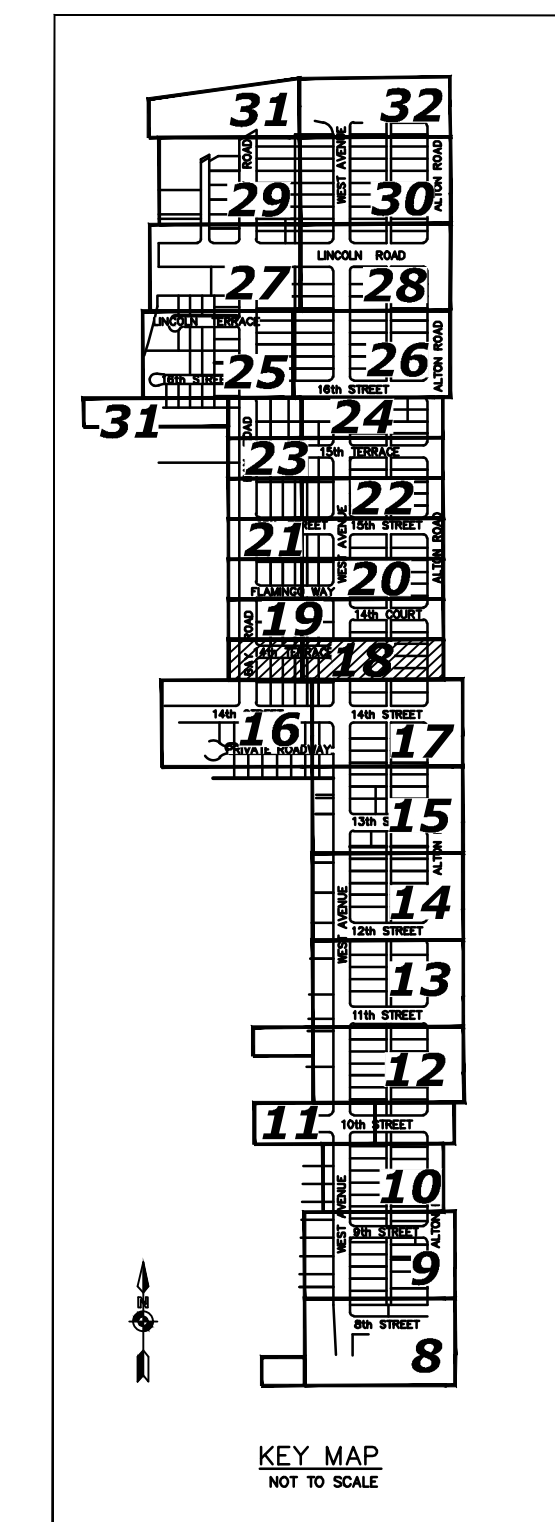 31
32
ROAD
WEST AVENUE
ALTON ROAD
29
30
LINCOLN ROAD
27
28
LINCOLN TERRACE
25
26
ALTON ROAD
16th STREET
31
24
23
15th TERRACE
22
15th STREET
21
WEST AVENUE
ALTON ROAD
20
FLAMINGO WAY
19
14th COURT
BAY ROAD
14th TERRACE
18
14th
16
14th STREET
PRIVATE ROADWAY
17
15
13th S
14
WEST AVENUE
12th STREET
13
11th STREET
12
11
10th STREET
10
WEST AVENUE
9th STREET
9
8th STREET
8
N
KEY MAP
NOT TO SCALE